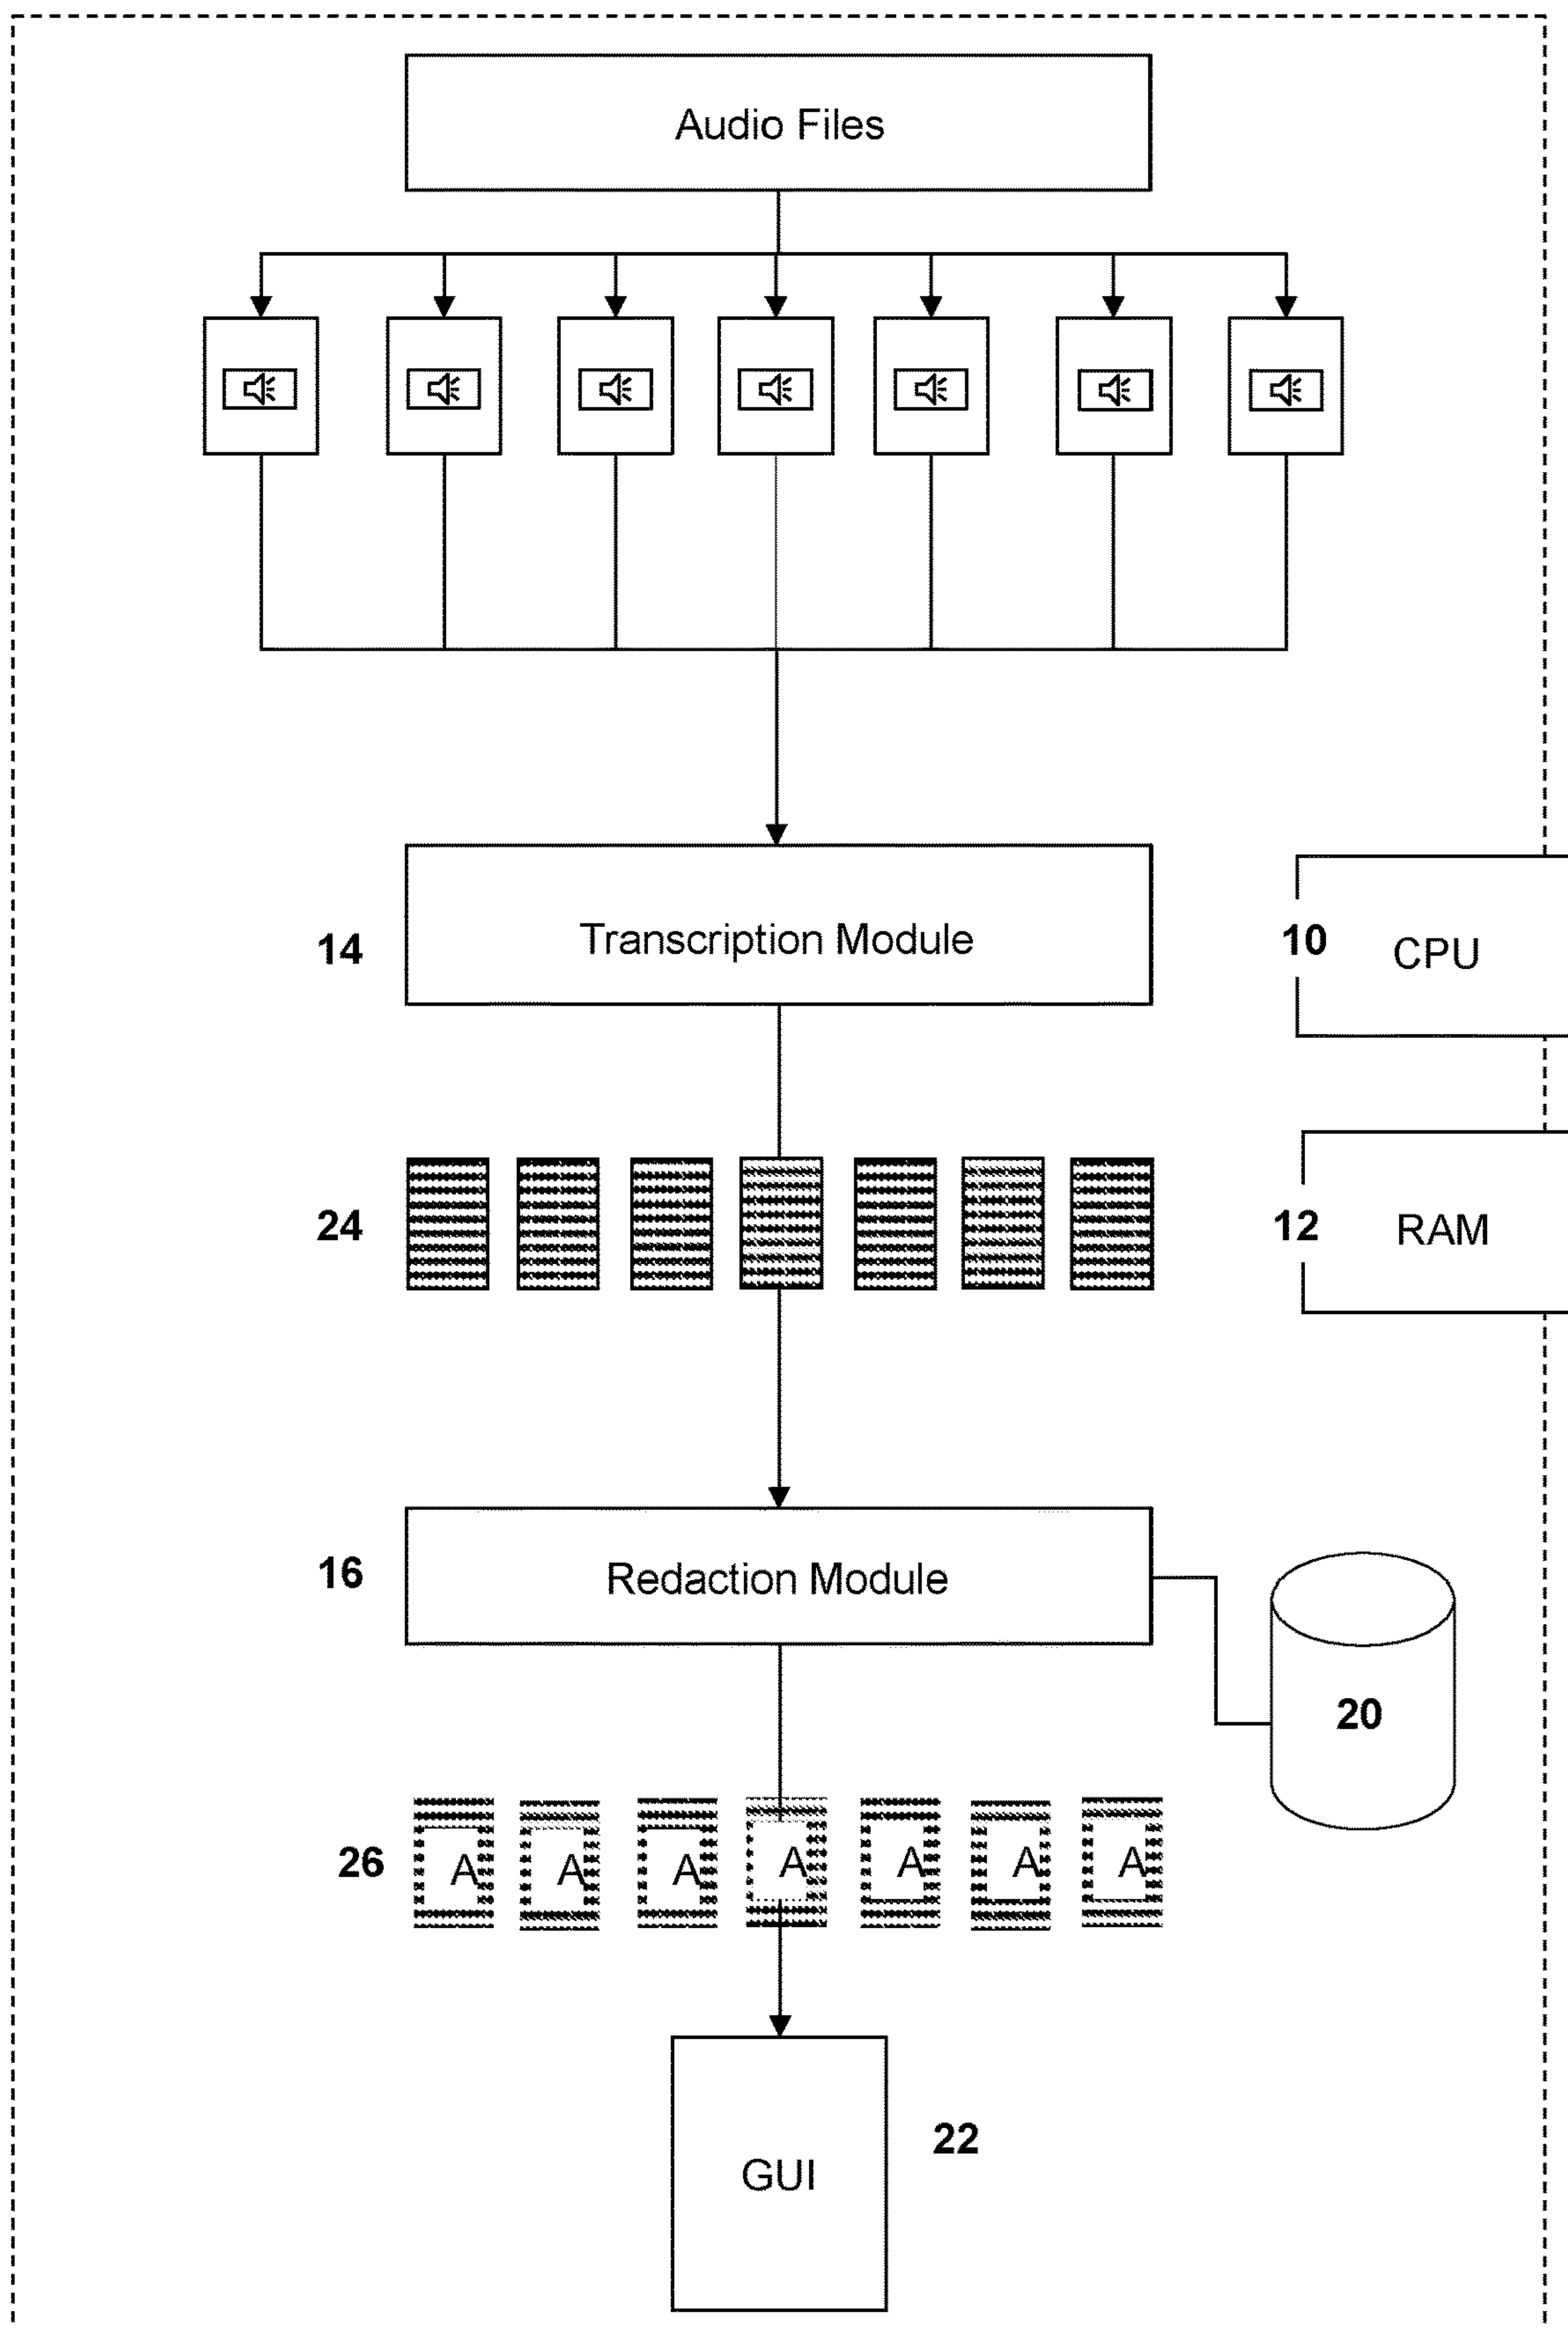 Audio Files
14
Transcription Module
10
CPU
24
12
RAM
16
Redaction Module
20
26
A
A
A
A
A
A
A
22
GUI